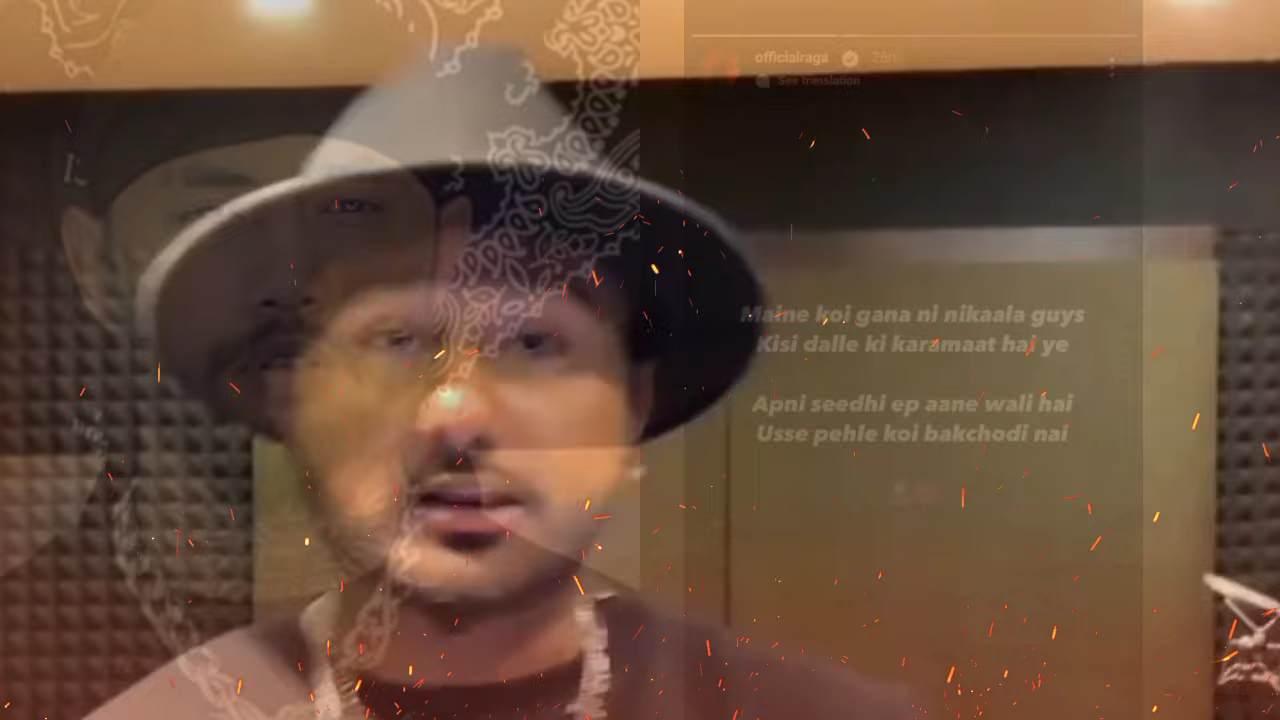 officialraga 26h
See translation
Maine koi gana ni nikaala guys
Kisi dalle ki karamaat hai ye
Apni seedhi ep aane wali hai
Usse pehle koi bakchodi nai